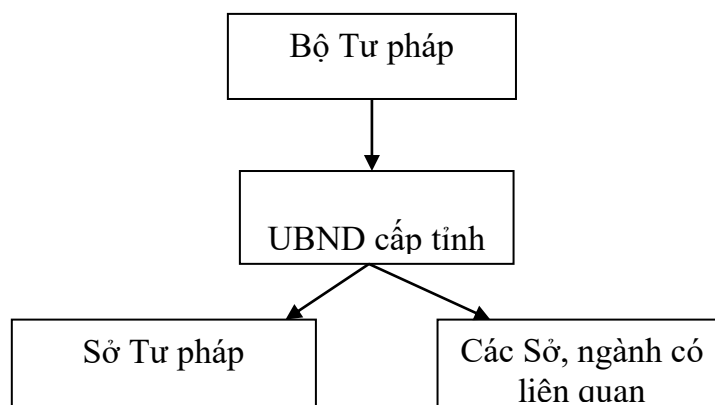 Bộ Tư pháp
UBND cấp tỉnh
Sở Tư pháp
Các Sở, ngành có
liên quan